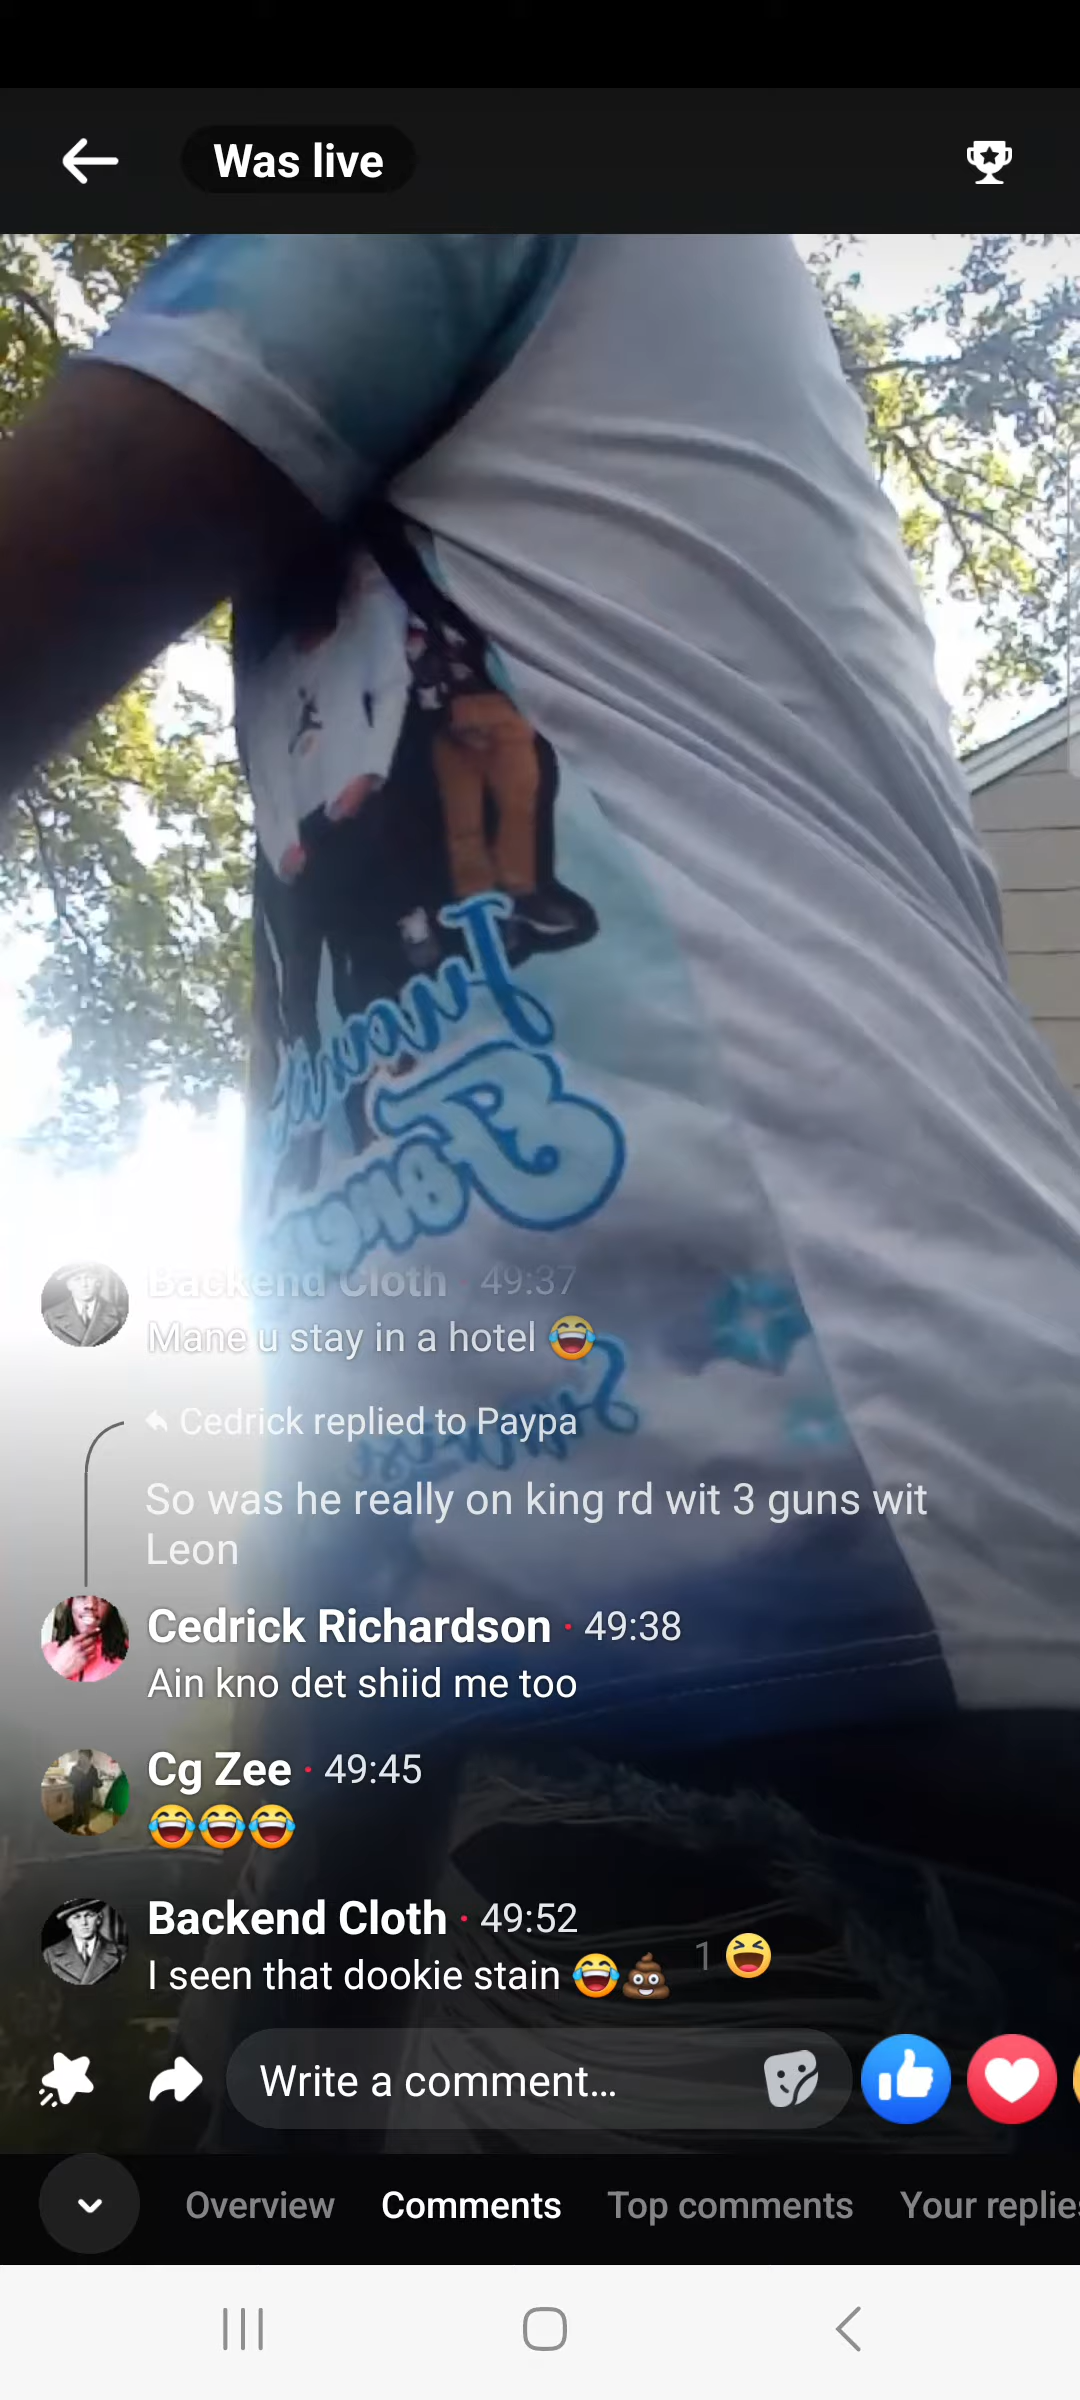 Was live
Backend Cloth · 49:37
Mane u stay in a hotel 😂
Cedrick replied to Paypa
So was he really on king rd wit 3 guns wit
Leon
Cedrick Richardson · 49:38
Ain kno det shiid me too
Cg Zee · 49:45
😂😂😂
Backend Cloth · 49:52
I seen that dookie stain 😂💩 1 😆
Write a comment...
Overview Comments Top comments Your replies